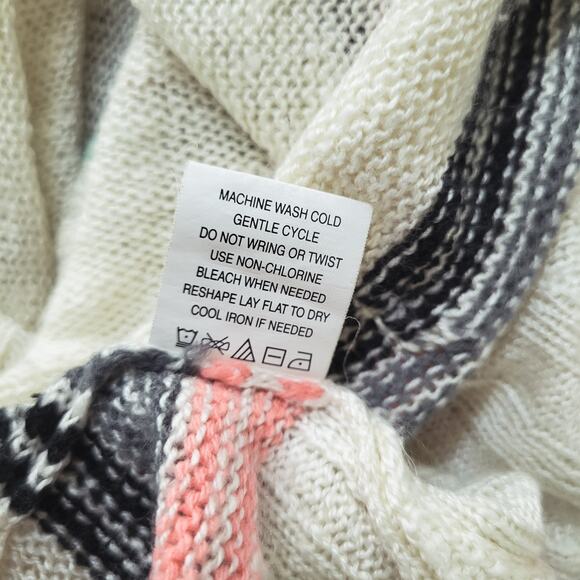 MACHINE WASH COLD
GENTLE CYCLE
DO NOT WRING OR TWIST
USE NON-CHLORINE
BLEACH WHEN NEEDED
RESHAPE LAY FLAT TO DRY
COOL IRON IF NEEDED